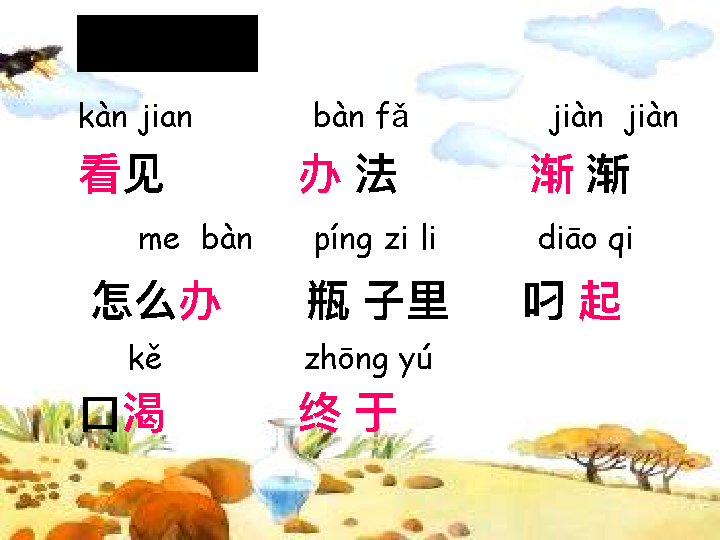 kàn jian bàn fǎ jiàn jiàn
看见 办法 渐渐
me bàn píng zi li diāo qi
怎么办 瓶子里 叼起
kě zhōng yú
口渴 终于